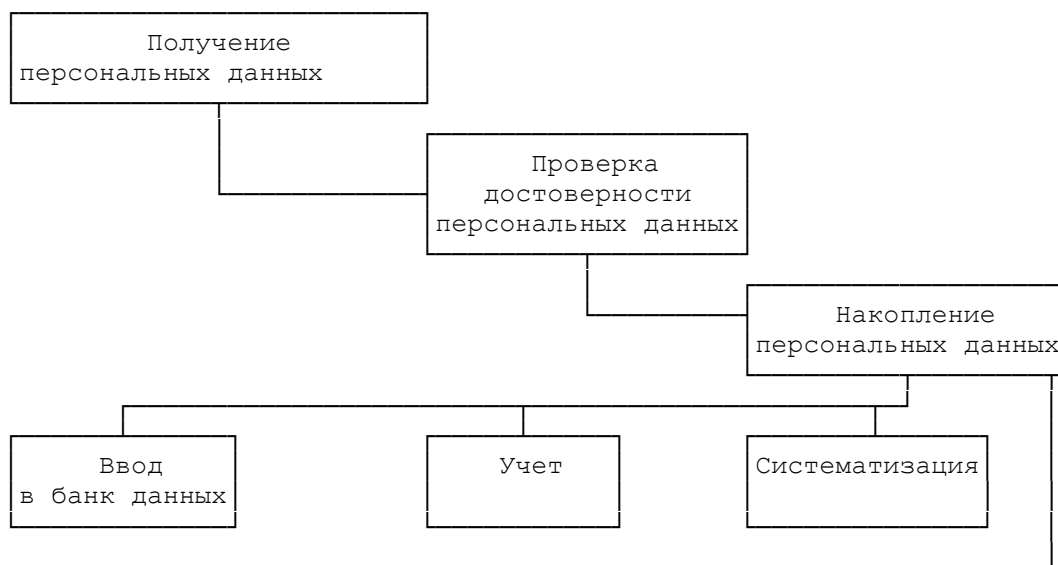 Получение
персональных данных
Проверка
достоверности
персональных данных
Накопление
персональных данных
Ввод
в банк данных
Учет
Систематизация